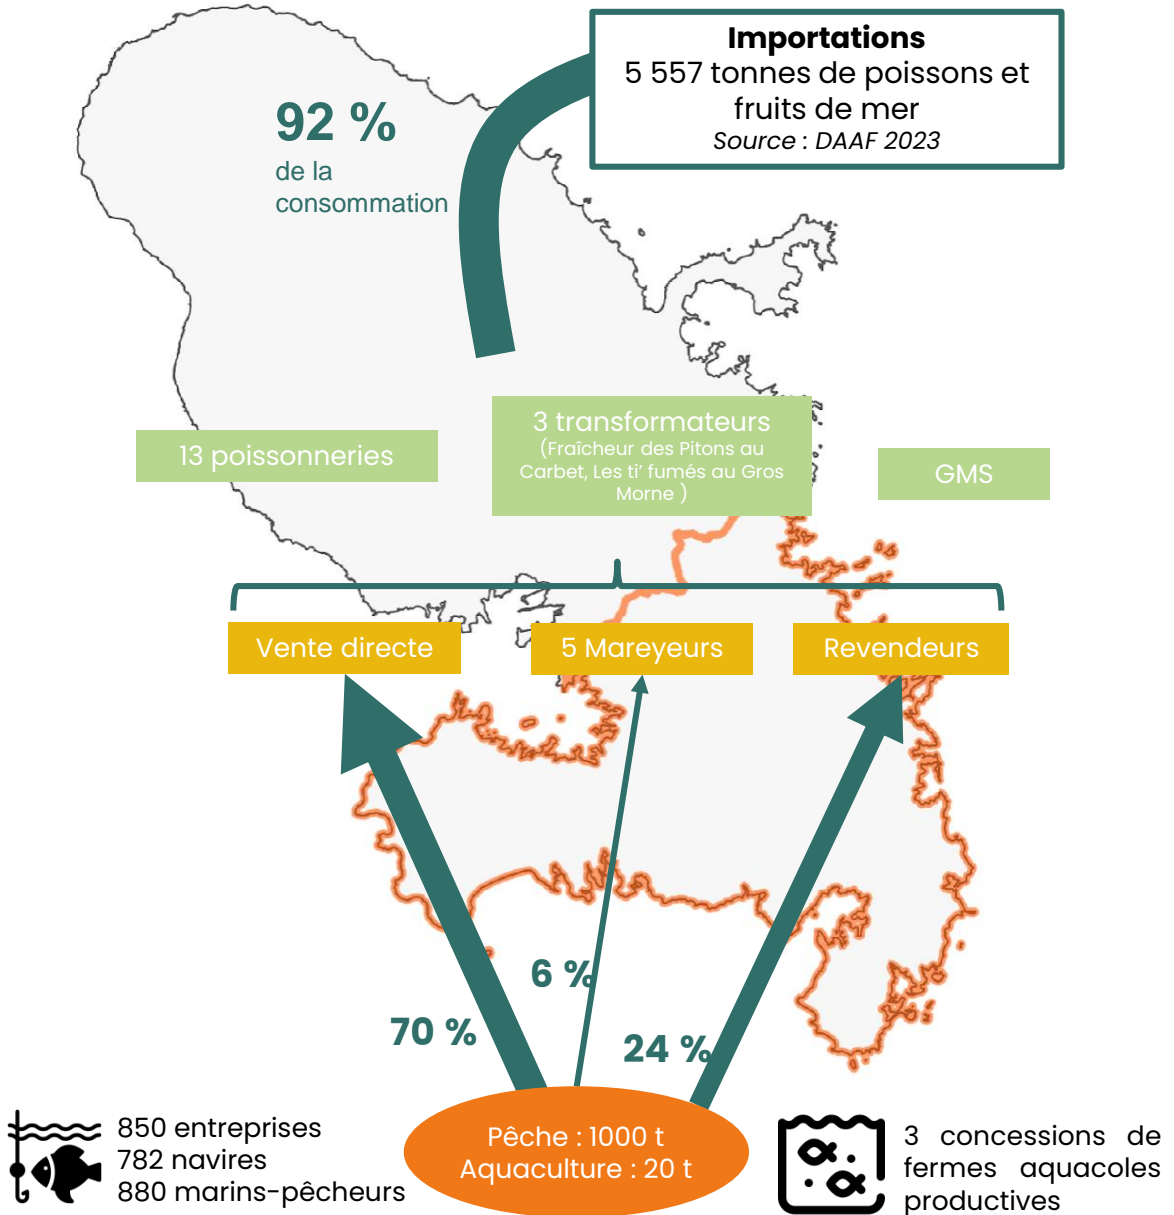 Importations
5 557 tonnes de poissons et
fruits de mer
Source : DAAF 2023
92 %
de la
consommation
13 poissonneries
3 transformateurs
(Fraîcheur des Pitons au
Carbet, Les ti’ fumés au Gros
Morne )
GMS
Vente directe
5 Mareyeurs
Revendeurs
70 %
6 %
24 %
850 entreprises
782 navires
880 marins-pêcheurs
Pêche : 1000 t
Aquaculture : 20 t
3 concessions de
fermes aquacoles
productives